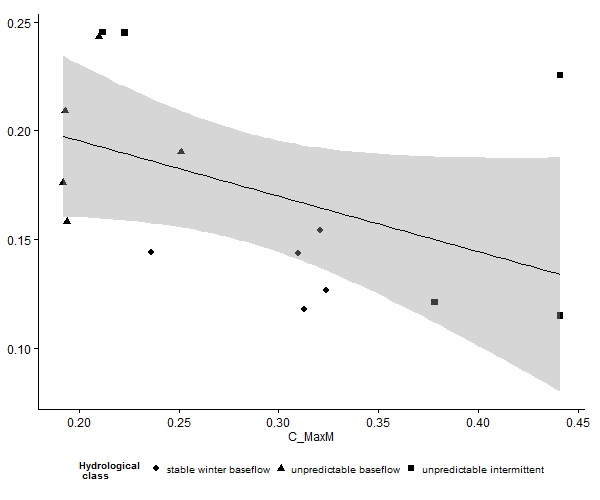 0.25
0.20
0.15
0.10
0.20 0.25 0.30 0.35 0.40 0.45
C_MaxM
Hydrological
class
stable winter baseflow unpredictable baseflow unpredictable intermittent